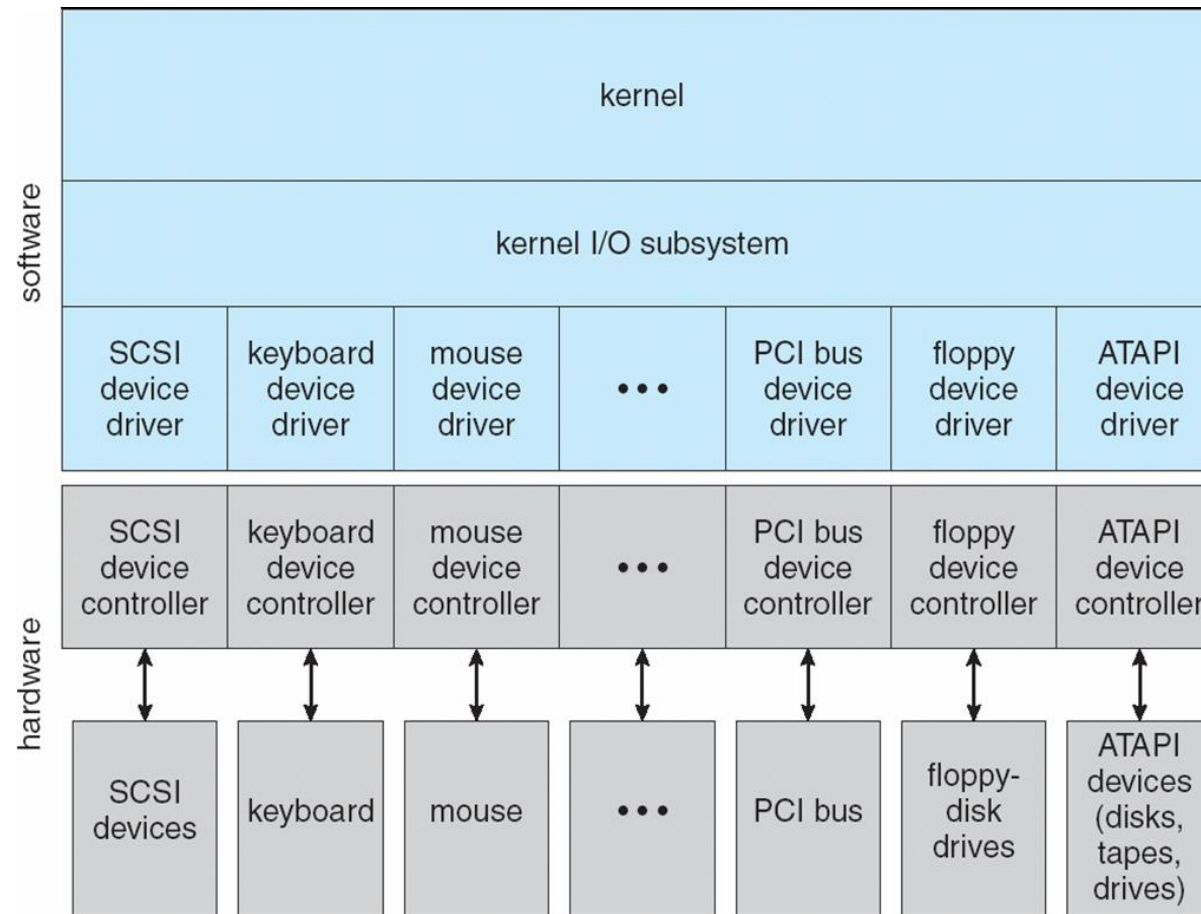 kernel
kernel I/O subsystem
software
SCSI
device
driver
keyboard
device
driver
mouse
device
driver
•••
PCI bus
device
driver
floppy
device
driver
ATAPI
device
driver
hardware
SCSI
device
controller
keyboard
device
controller
mouse
device
controller
•••
PCI bus
device
controller
floppy
device
controller
ATAPI
device
controller
SCSI
devices
keyboard
mouse
•••
PCI bus
floppy-
disk
drives
ATAPI
devices
(disks,
tapes,
drives)